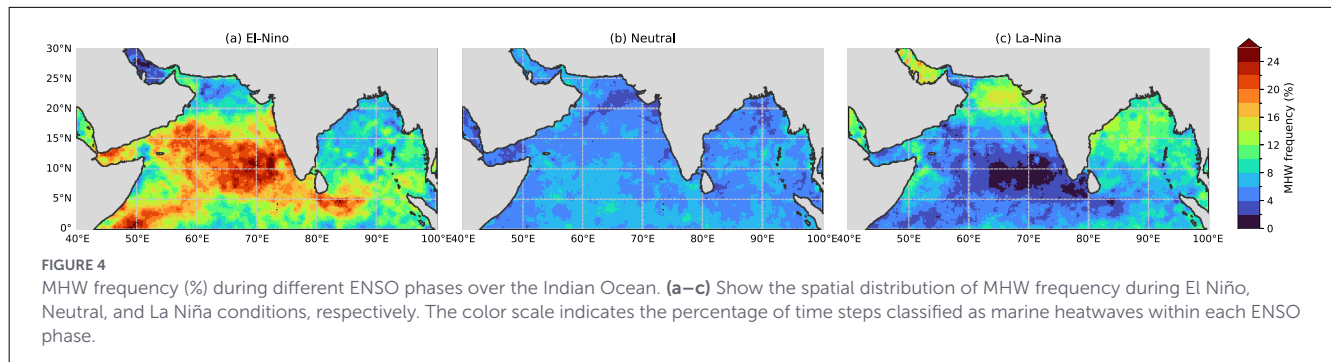 (a) El-Nino (b) Neutral (c) La-Nina
30°N
25°N
20°N
15°N
10°N
5°N
0°
40°E 50°E 60°E 70°E 80°E 90°E 100°E
40°E 50°E 60°E 70°E 80°E 90°E 100°E
40°E 50°E 60°E 70°E 80°E 90°E 100°E
24
20
16
12
8
4
0
MHW frequency (%)
FIGURE 4
MHW frequency (%) during different ENSO phases over the Indian Ocean. (a–c) Show the spatial distribution of MHW frequency during El Niño,
Neutral, and La Niña conditions, respectively. The color scale indicates the percentage of time steps classified as marine heatwaves within each ENSO
phase.